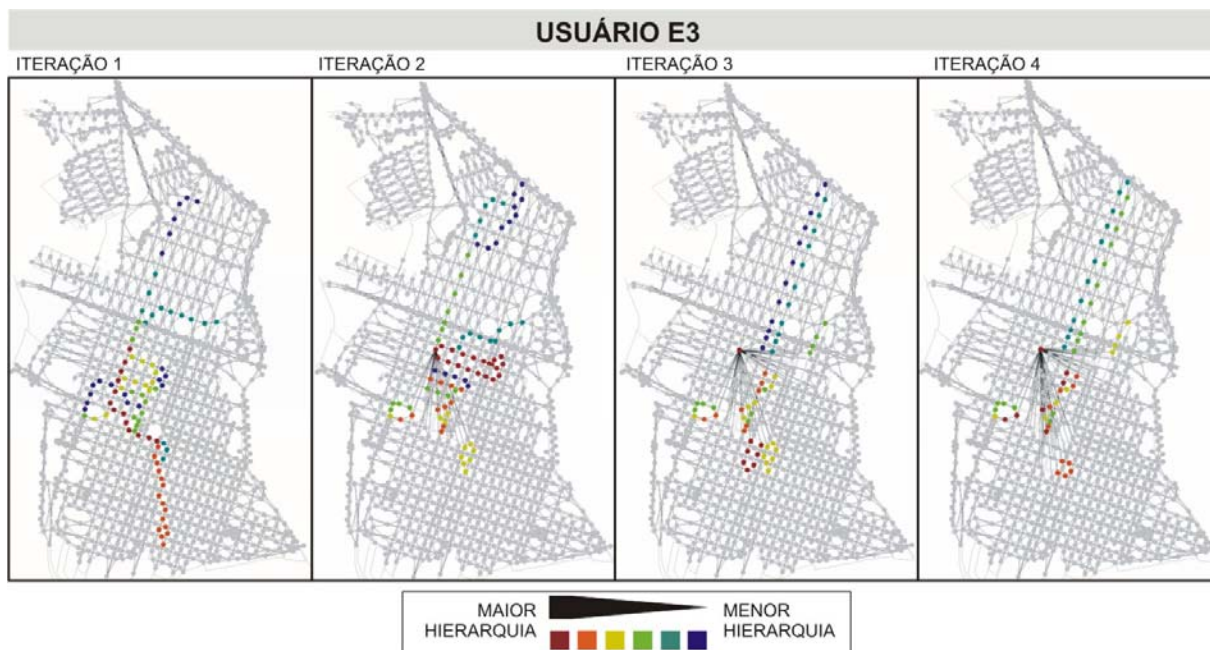 USUÁRIO E3
ITERAÇÃO 1
ITERAÇÃO 2
ITERAÇÃO 3
ITERAÇÃO 4
MAIOR
HIERARQUIA
MENOR
HIERARQUIA